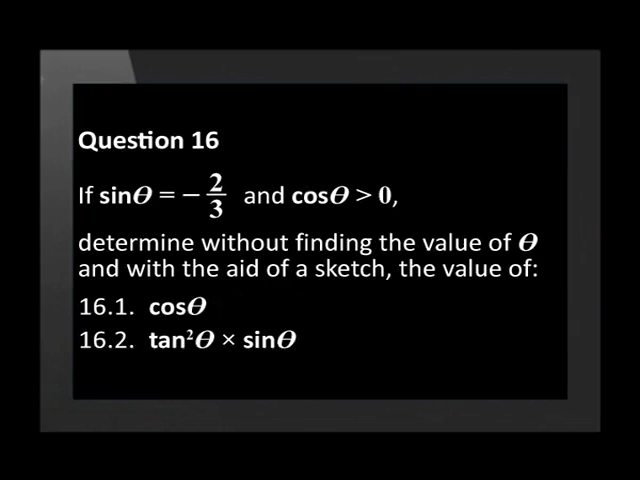 Question 16
If sinθ = − 2/3 and cosθ > 0,
determine without finding the value of θ
and with the aid of a sketch, the value of:
16.1. cosθ
16.2. tan²θ × sinθ